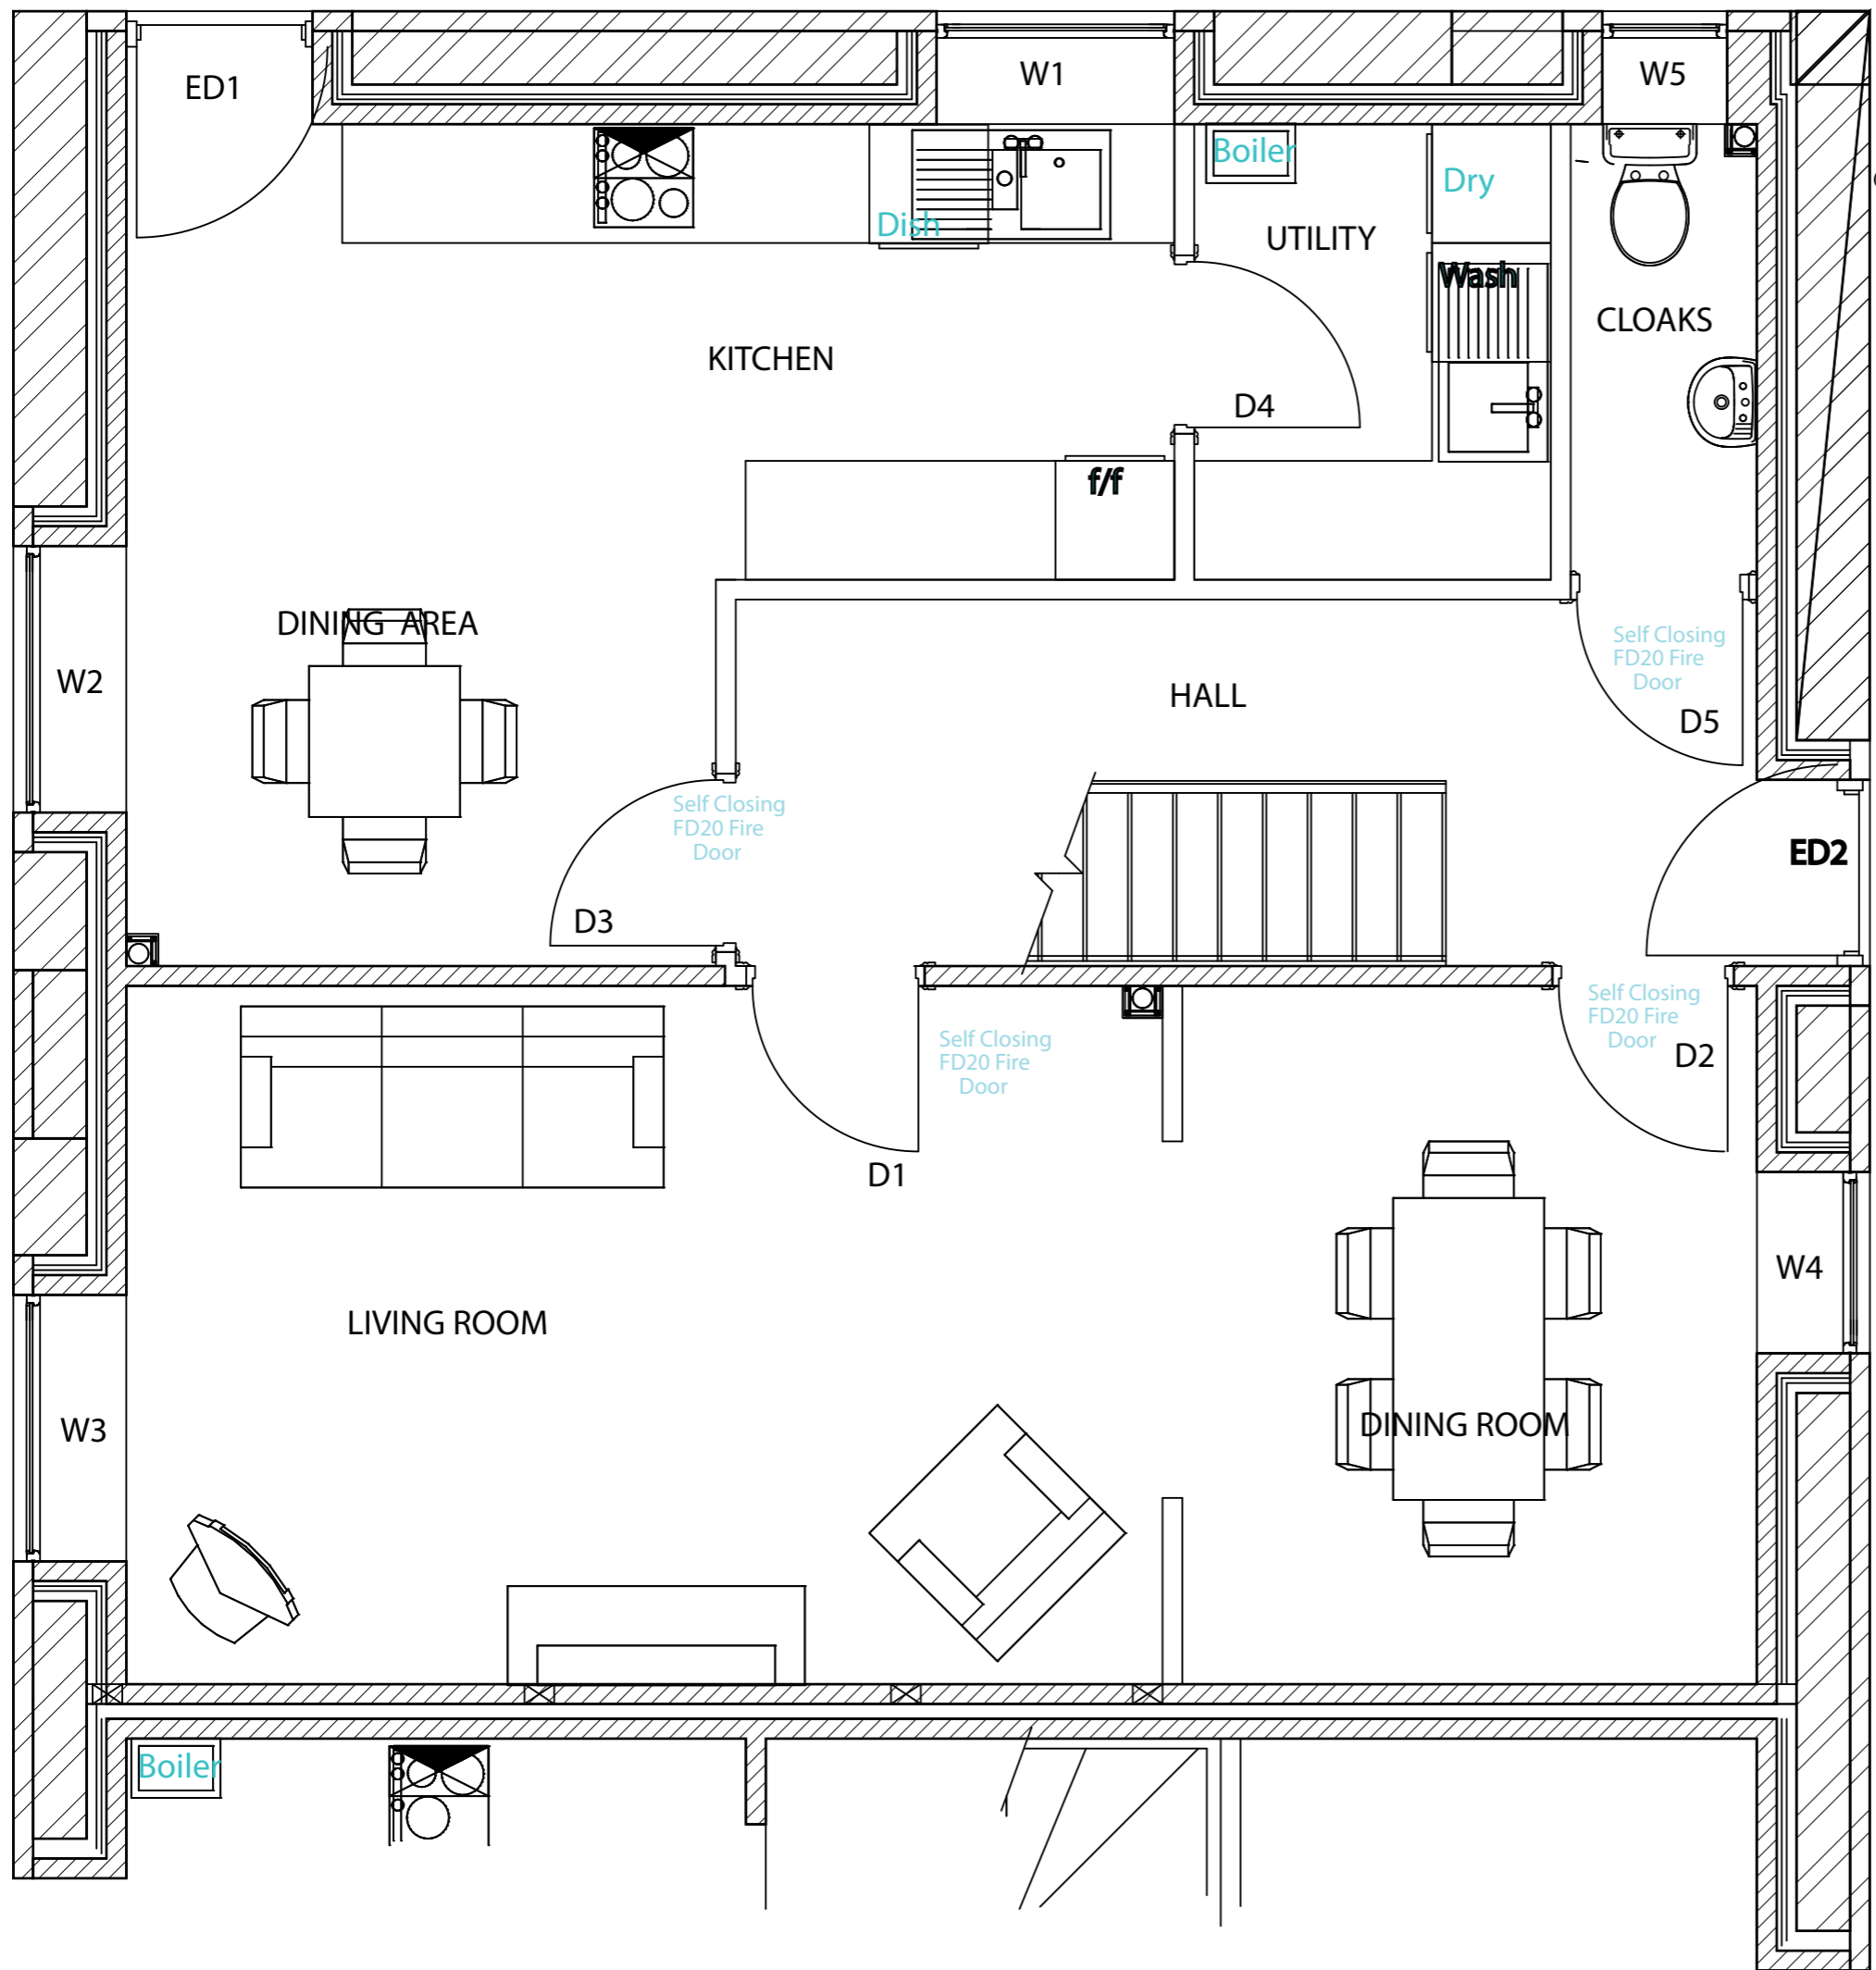 ED1
W1
W5
Boiler
Dry
Dish
UTILITY
Wash
CLOAKS
KITCHEN
D4
f/f
DINING AREA
W2
Self Closing
FD20 Fire
Door
HALL
D5
Self Closing
FD20 Fire
Door
ED2
D3
Self Closing
FD20 Fire
Door
D2
Self Closing
FD20 Fire
Door
D1
W4
LIVING ROOM
W3
DINING ROOM
Boiler